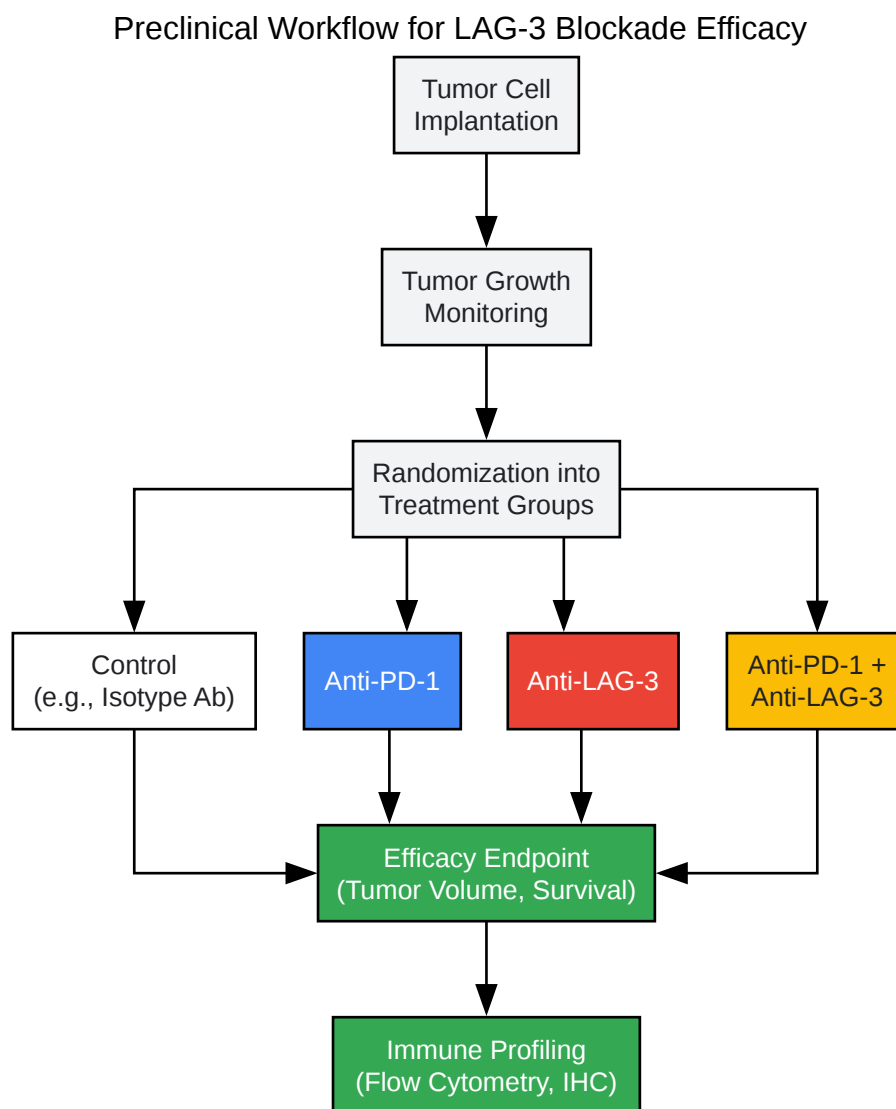 Preclinical Workflow for LAG-3 Blockade Efficacy
Tumor Cell
Implantation
Tumor Growth
Monitoring
Randomization into
Treatment Groups
Control
(e.g., Isotype Ab)
Anti-PD-1
Anti-LAG-3
Anti-PD-1 +
Anti-LAG-3
Efficacy Endpoint
(Tumor Volume, Survival)
Immune Profiling
(Flow Cytometry, IHC)